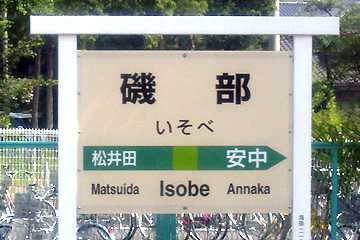 磯部
いそべ
松井田 安中
Matsuida Isobe Annaka